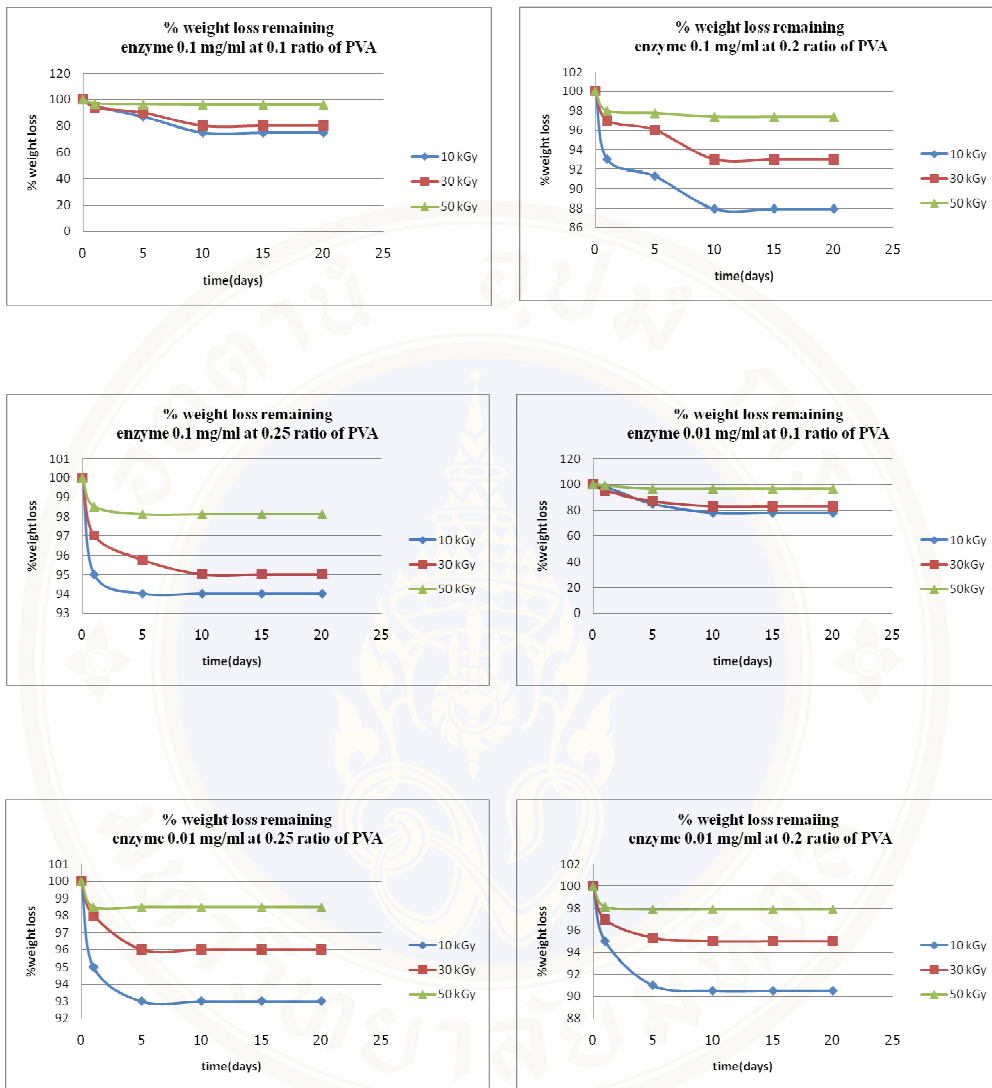 % weight loss remaining
enzyme 0.1 mg/ml at 0.1 ratio of PVA
120
100
80
60
40
20
0
% weight loss
0 5 10 15 20 25
time(days)
10 kGy
30 kGy
50 kGy
% weight loss remaining
enzyme 0.1 mg/ml at 0.2 ratio of PVA
102
100
98
96
94
92
90
88
86
%weight loss
0 5 10 15 20 25
time(days)
10 kGy
30 kGy
50 kGy
% weight loss remaining
enzyme 0.1 mg/ml at 0.25 ratio of PVA
101
100
99
98
97
96
95
94
93
%weight loss
0 5 10 15 20 25
time(days)
10 kGy
30 kGy
50 kGy
% weight loss remaining
enzyme 0.01 mg/ml at 0.1 ratio of PVA
120
100
80
60
40
20
0
%weight loss
0 5 10 15 20 25
time(days)
10 kGy
30 kGy
50kGy
% weight loss remaining
enzyme 0.01 mg/ml at 0.25 ratio of PVA
101
100
99
98
97
96
95
94
93
92
%weight loss
0 5 10 15 20 25
time(days)
10 kGy
30 kGy
50 kGy
% weight loss remaiing
enzyme 0.01 mg/ml at 0.2 ratio of PVA
102
100
98
96
94
92
90
88
%weight loss
0 5 10 15 20 25
time(days)
10 kGy
30 kGy
50 kGy